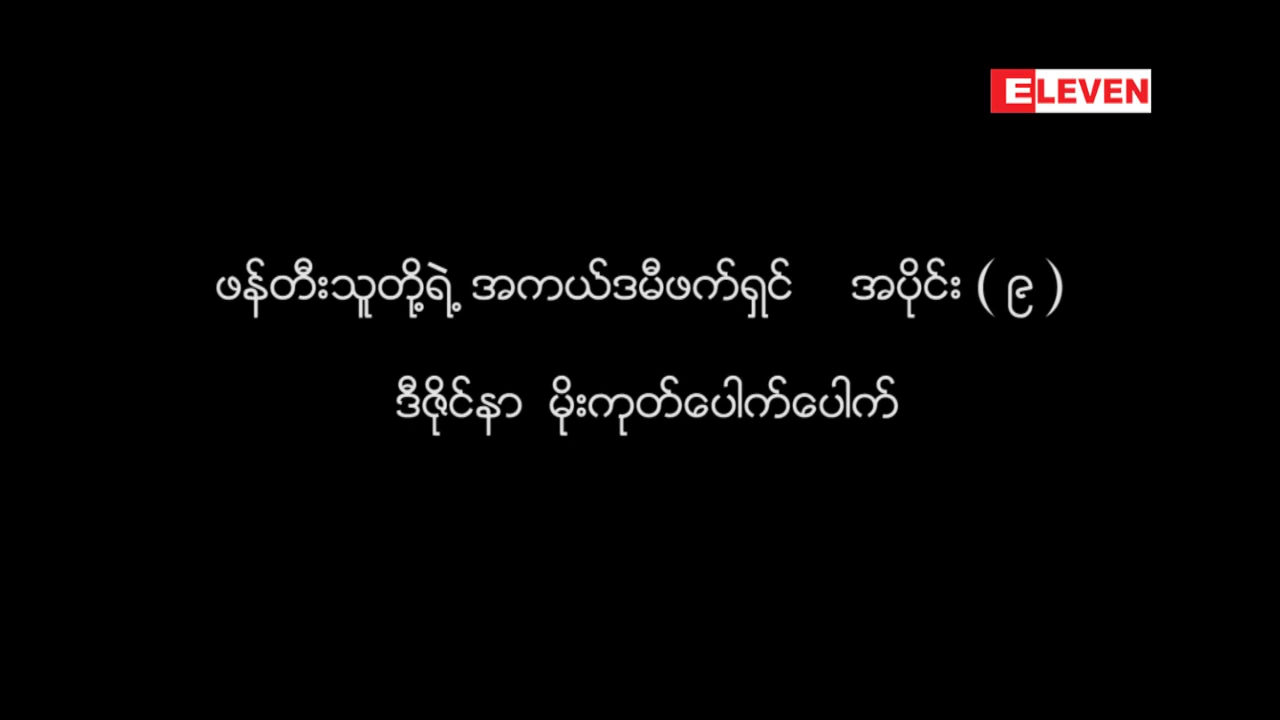 ELEVEN
ဖန်တီးသူတို့ရဲ့ အကယ်ဒမီဖက်ရှင် အပိုင်း (၉)
ဒီဇိုင်နာ မိုးကုတ်ပေါက်ပေါက်